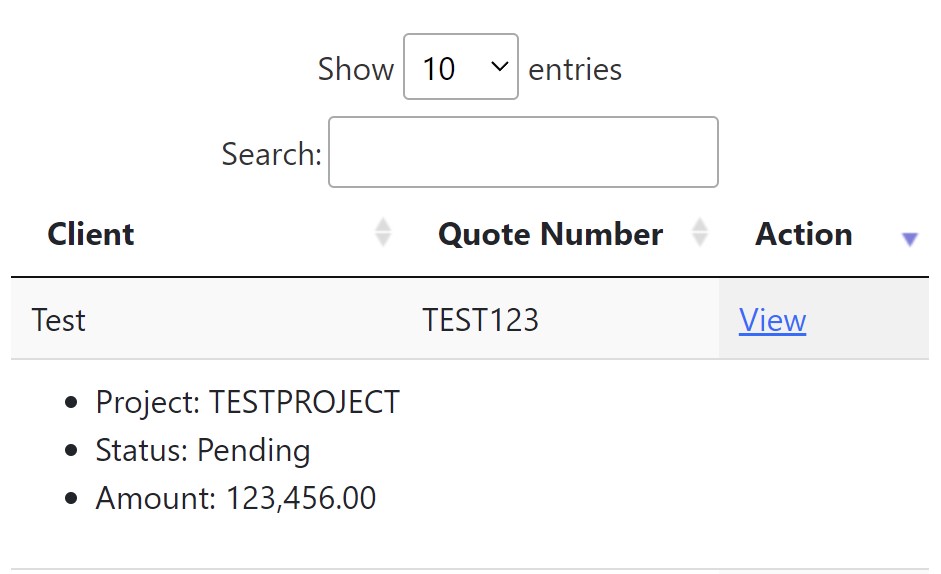 Show 10 entries
Search:
Client Quote Number Action
Test TEST123 View
Project: TESTPROJECT
Status: Pending
Amount: 123,456.00